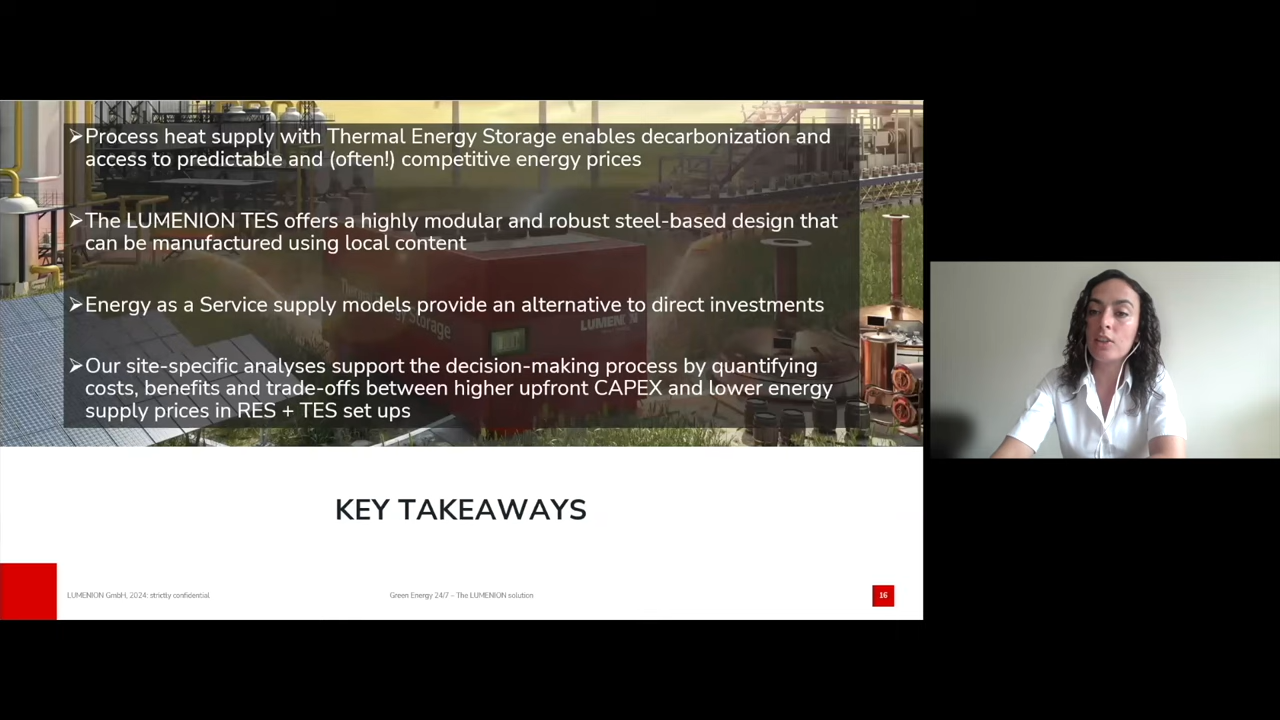 ➢Process heat supply with Thermal Energy Storage enables decarbonization and
access to predictable and (often!) competitive energy prices
➢The LUMENION TES offers a highly modular and robust steel-based design that
can be manufactured using local content
➢Energy as a Service supply models provide an alternative to direct investments
➢Our site-specific analyses support the decision-making process by quantifying
costs, benefits and trade-offs between higher upfront CAPEX and lower energy
supply prices in RES + TES set ups
Energy Storage
LUMENION
KEY TAKEAWAYS
LUMENION GmbH, 2024: strictly confidential
Green Energy 24/7 – The LUMENION solution
16